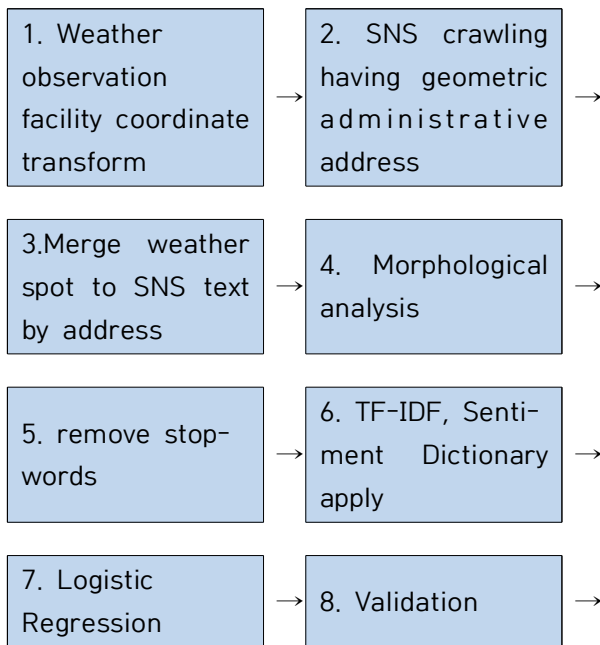 1. Weather
observation
facility coordinate
transform
→
2. SNS crawling
having geometric
administrative
address
→
3.Merge weather
spot to SNS text
by address
→
4. Morphological
analysis
→
5. remove stop-
words
→
6. TF-IDF, Senti-
ment Dictionary
apply
→
7. Logistic
Regression
→
8. Validation
→